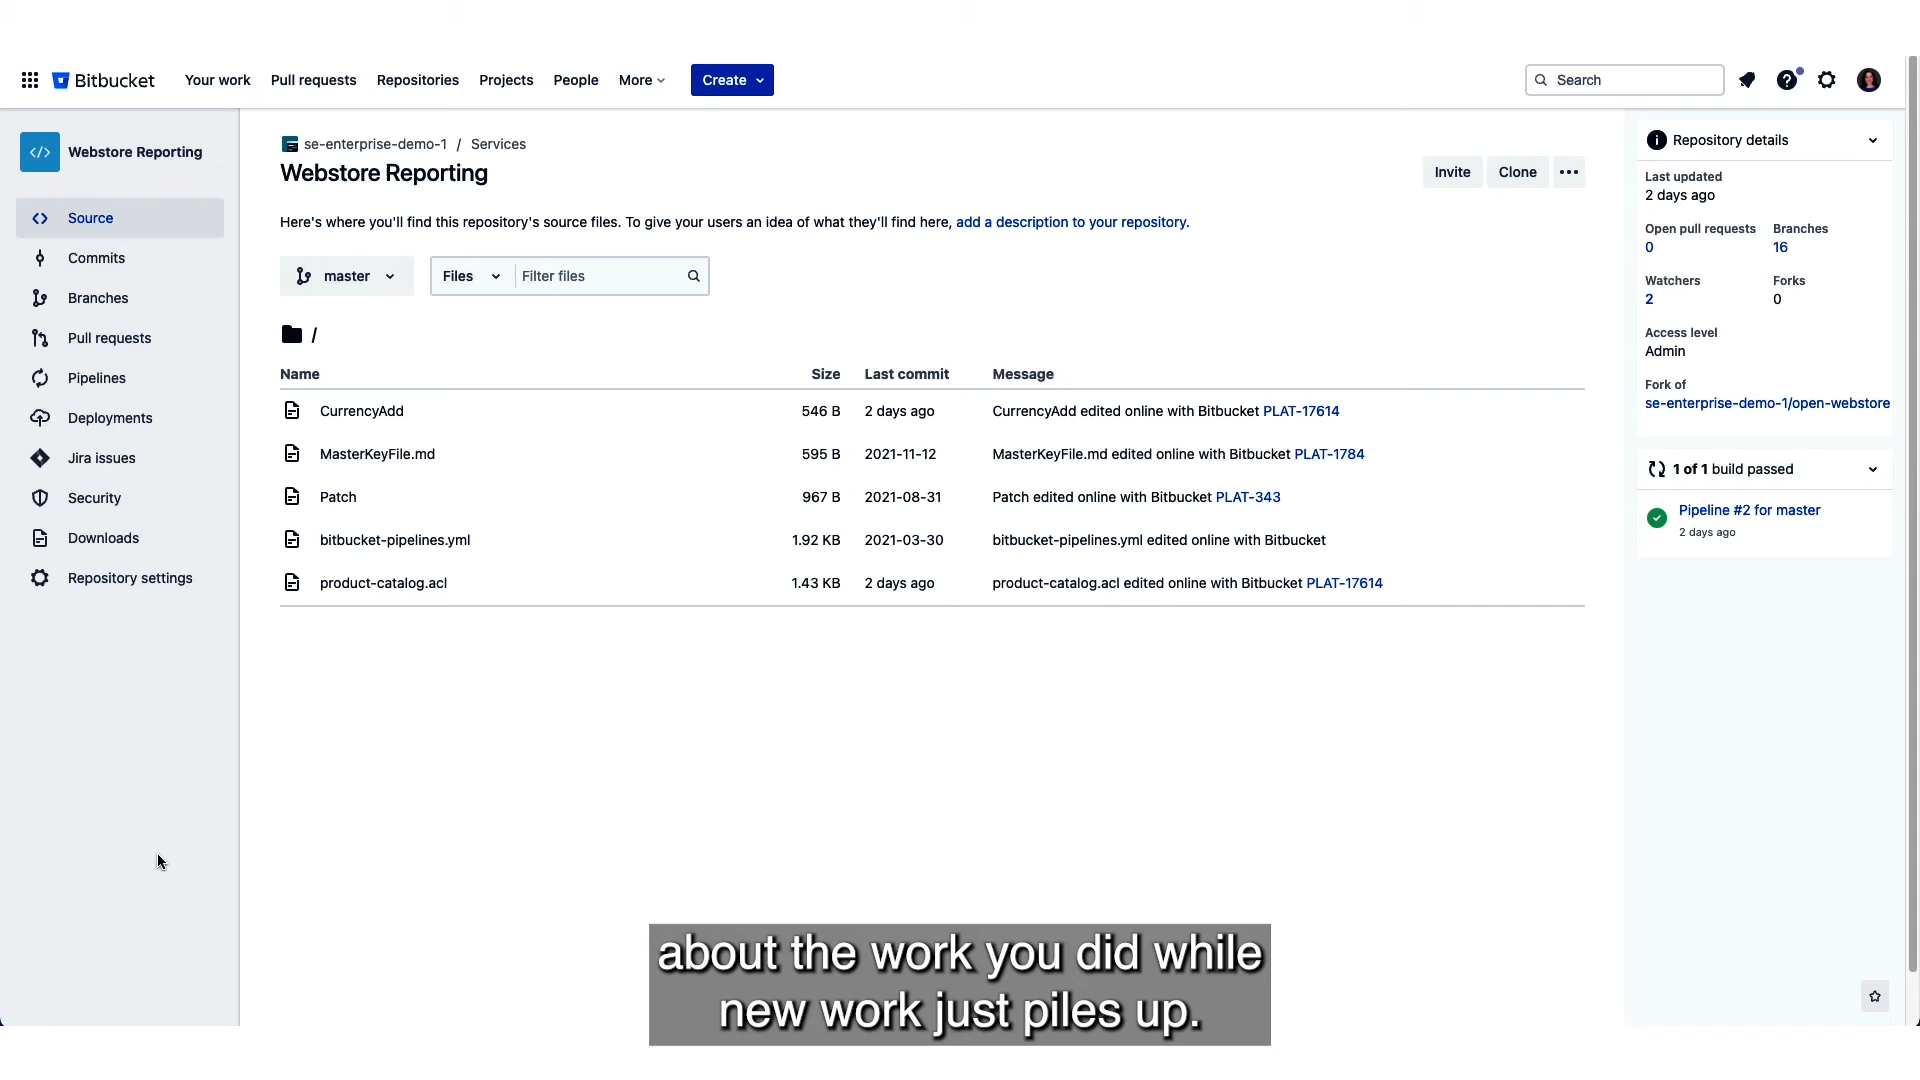 Bitbucket Your work Pull requests Repositories Projects People More Create Search
Webstore Reporting
Source
Commits
Branches
Pull requests
Pipelines
Deployments
Jira issues
Security
Downloads
Repository settings
se-enterprise-demo-1 / Services
Webstore Reporting
Invite Clone
Here's where you'll find this repository's source files. To give your users an idea of what they'll find here, add a description to your repository.
master Files Filter files
/
Name Size Last commit Message
CurrencyAdd 546 B 2 days ago CurrencyAdd edited online with Bitbucket PLAT-17614
MasterKeyFile.md 595 B 2021-11-12 MasterKeyFile.md edited online with Bitbucket PLAT-1784
Patch 967 B 2021-08-31 Patch edited online with Bitbucket PLAT-343
bitbucket-pipelines.yml 1.92 KB 2021-03-30 bitbucket-pipelines.yml edited online with Bitbucket
product-catalog.acl 1.43 KB 2 days ago product-catalog.acl edited online with Bitbucket PLAT-17614
Repository details
Last updated
2 days ago
Open pull requests Branches
0 16
Watchers Forks
2 0
Access level
Admin
Fork of
se-enterprise-demo-1/open-webstore
1 of 1 build passed
Pipeline #2 for master
2 days ago
about the work you did while
new work just piles up.